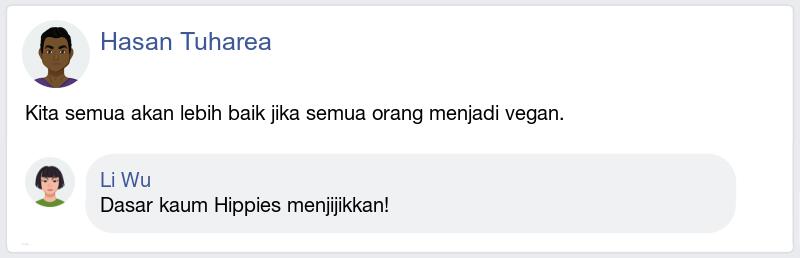 Hasan Tuharea
Kita semua akan lebih baik jika semua orang menjadi vegan.
Li Wu
Dasar kaum Hippies menjijikkan!